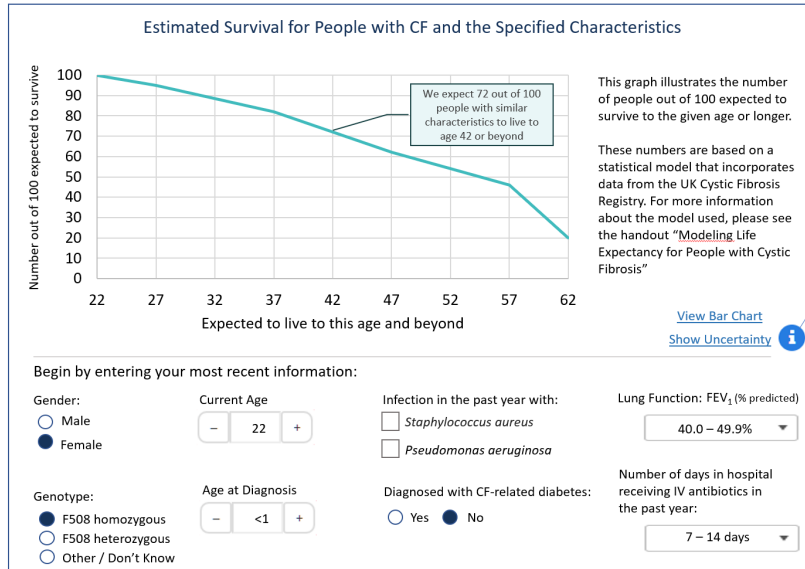 Estimated Survival for People with CF and the Specified Characteristics
Number out of 100 expected to survive
100
90
80
70
60
50
40
30
20
10
0
We expect 72 out of 100
people with similar
characteristics to live to
age 42 or beyond
22 27 32 37 42 47 52 57 62
Expected to live to this age and beyond
This graph illustrates the number
of people out of 100 expected to
survive to the given age or longer.
These numbers are based on a
statistical model that incorporates
data from the UK Cystic Fibrosis
Registry. For more information
about the model used, please see
the handout “Modeling Life
Expectancy for People with Cystic
Fibrosis”
View Bar Chart
Show Uncertainty i
Begin by entering your most recent information:
Gender:
Male
Female
Current Age
– 22 +
Infection in the past year with:
Staphylococcus aureus
Pseudomonas aeruginosa
Lung Function: FEV1 (% predicted)
40.0 – 49.9%
Genotype:
F508 homozygous
F508 heterozygous
Other / Don’t Know
Age at Diagnosis
– <1 +
Diagnosed with CF-related diabetes:
Yes No
Number of days in hospital
receiving IV antibiotics in
the past year:
7 – 14 days